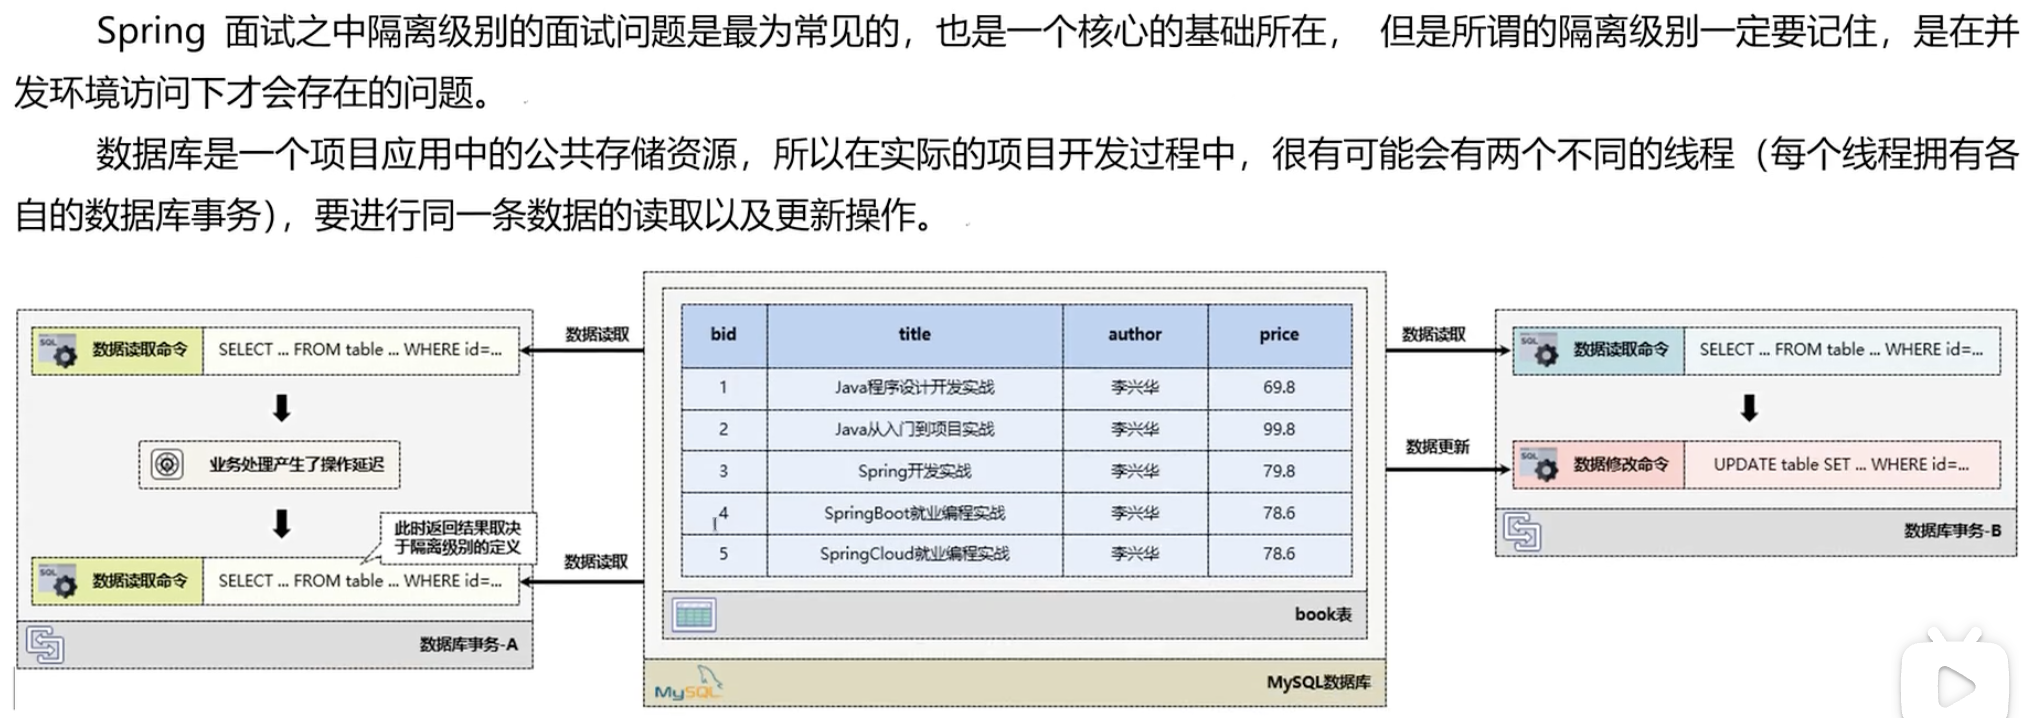 Spring 面试之中隔离级别的面试问题是最为常见的，也是一个核心的基础所在， 但是所谓的隔离级别一定要记住，是在并
发环境访问下才会存在的问题。
数据库是一个项目应用中的公共存储资源，所以在实际的项目开发过程中，很有可能会有两个不同的线程（每个线程拥有各
自的数据库事务），要进行同一条数据的读取以及更新操作。
SQL 数据读取命令 SELECT ... FROM table ... WHERE id=...
业务处理产生了操作延迟
此时返回结果取决
于隔离级别的定义
SQL 数据读取命令 SELECT ... FROM table ... WHERE id=...
数据库事务-A
数据读取
数据读取
bid title author price
1 Java程序设计开发实战 李兴华 69.8
2 Java从入门到项目实战 李兴华 99.8
3 Spring开发实战 李兴华 79.8
4 SpringBoot就业编程实战 李兴华 78.6
5 SpringCloud就业编程实战 李兴华 78.6
book表
MySQL MySQL数据库
数据读取
数据更新
SQL 数据读取命令 SELECT ... FROM table ... WHERE id=...
SQL 数据修改命令 UPDATE table SET ... WHERE id=...
数据库事务-B